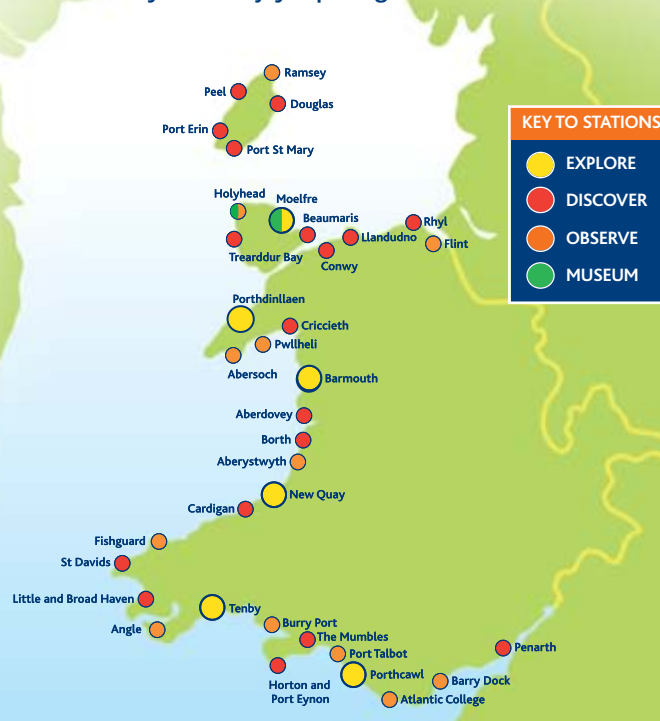 Ramsey
Peel
Douglas
Port Erin
Port St Mary
KEY TO STATIONS
EXPLORE
DISCOVER
OBSERVE
MUSEUM
Holyhead
Moelfre
Beaumaris
Rhyl
Llandudno
Flint
Trearddur Bay
Conwy
Porthdinllaen
Criccieth
Pwllheli
Abersoch
Barmouth
Aberdovey
Borth
Aberystwyth
New Quay
Cardigan
Fishguard
St Davids
Little and Broad Haven
Tenby
Angle
Burry Port
The Mumbles
Port Talbot
Penarth
Porthcawl
Barry Dock
Horton and
Port Eynon
Atlantic College